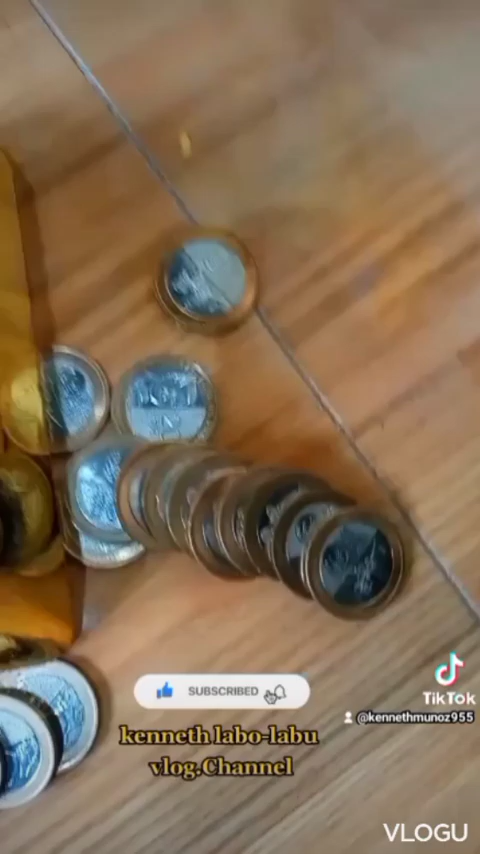 SUBSCRIBED
TikTok
@kennethmunoz955
kenneth labo-labu
vlog.Channel
VLOGU